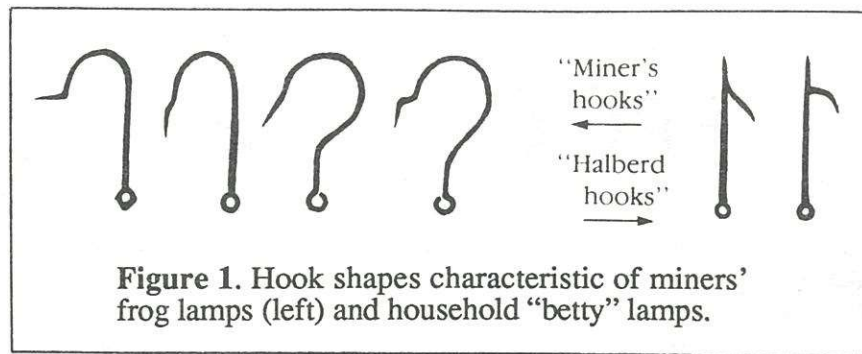 “Miner’s
hooks”
“Halberd
hooks”
Figure 1. Hook shapes characteristic of miners’
frog lamps (left) and household “betty” lamps.